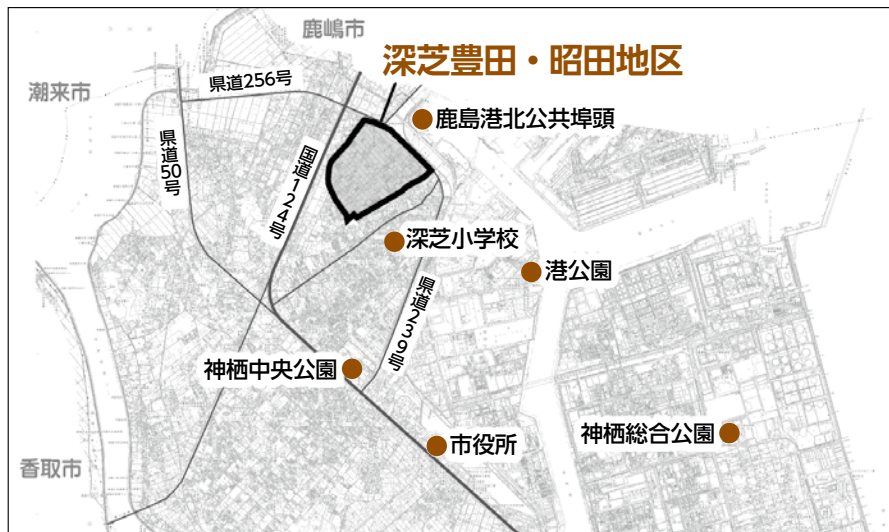 鹿嶋市
深芝豊田・昭田地区
潮来市
県道256号
鹿島港北公共埠頭
県道50号
国道124号
深芝小学校
港公園
県道239号
神栖中央公園
神栖総合公園
市役所
香取市